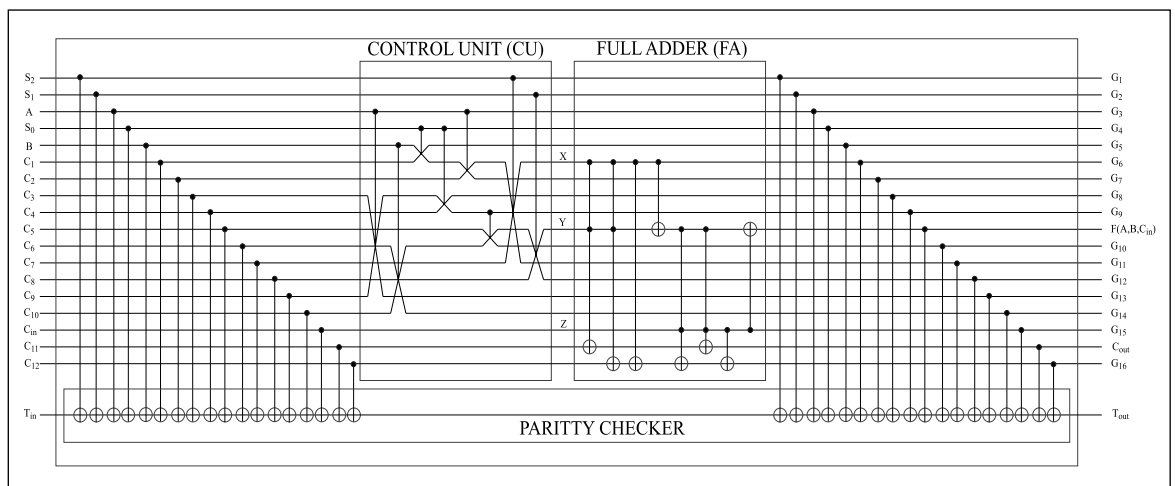 CONTROL UNIT (CU) FULL ADDER (FA)
S2 G1
S1 G2
A G3
S0 G4
B G5
C1 X G6
C2 G7
C3 G8
C4 G9
C5 Y F(A,B,Cin)
C6 G10
C7 G11
C8 G12
C9 G13
C10 G14
Cin Z G15
C11 Cout
C12 G16
Tin Tout
PARITTY CHECKER